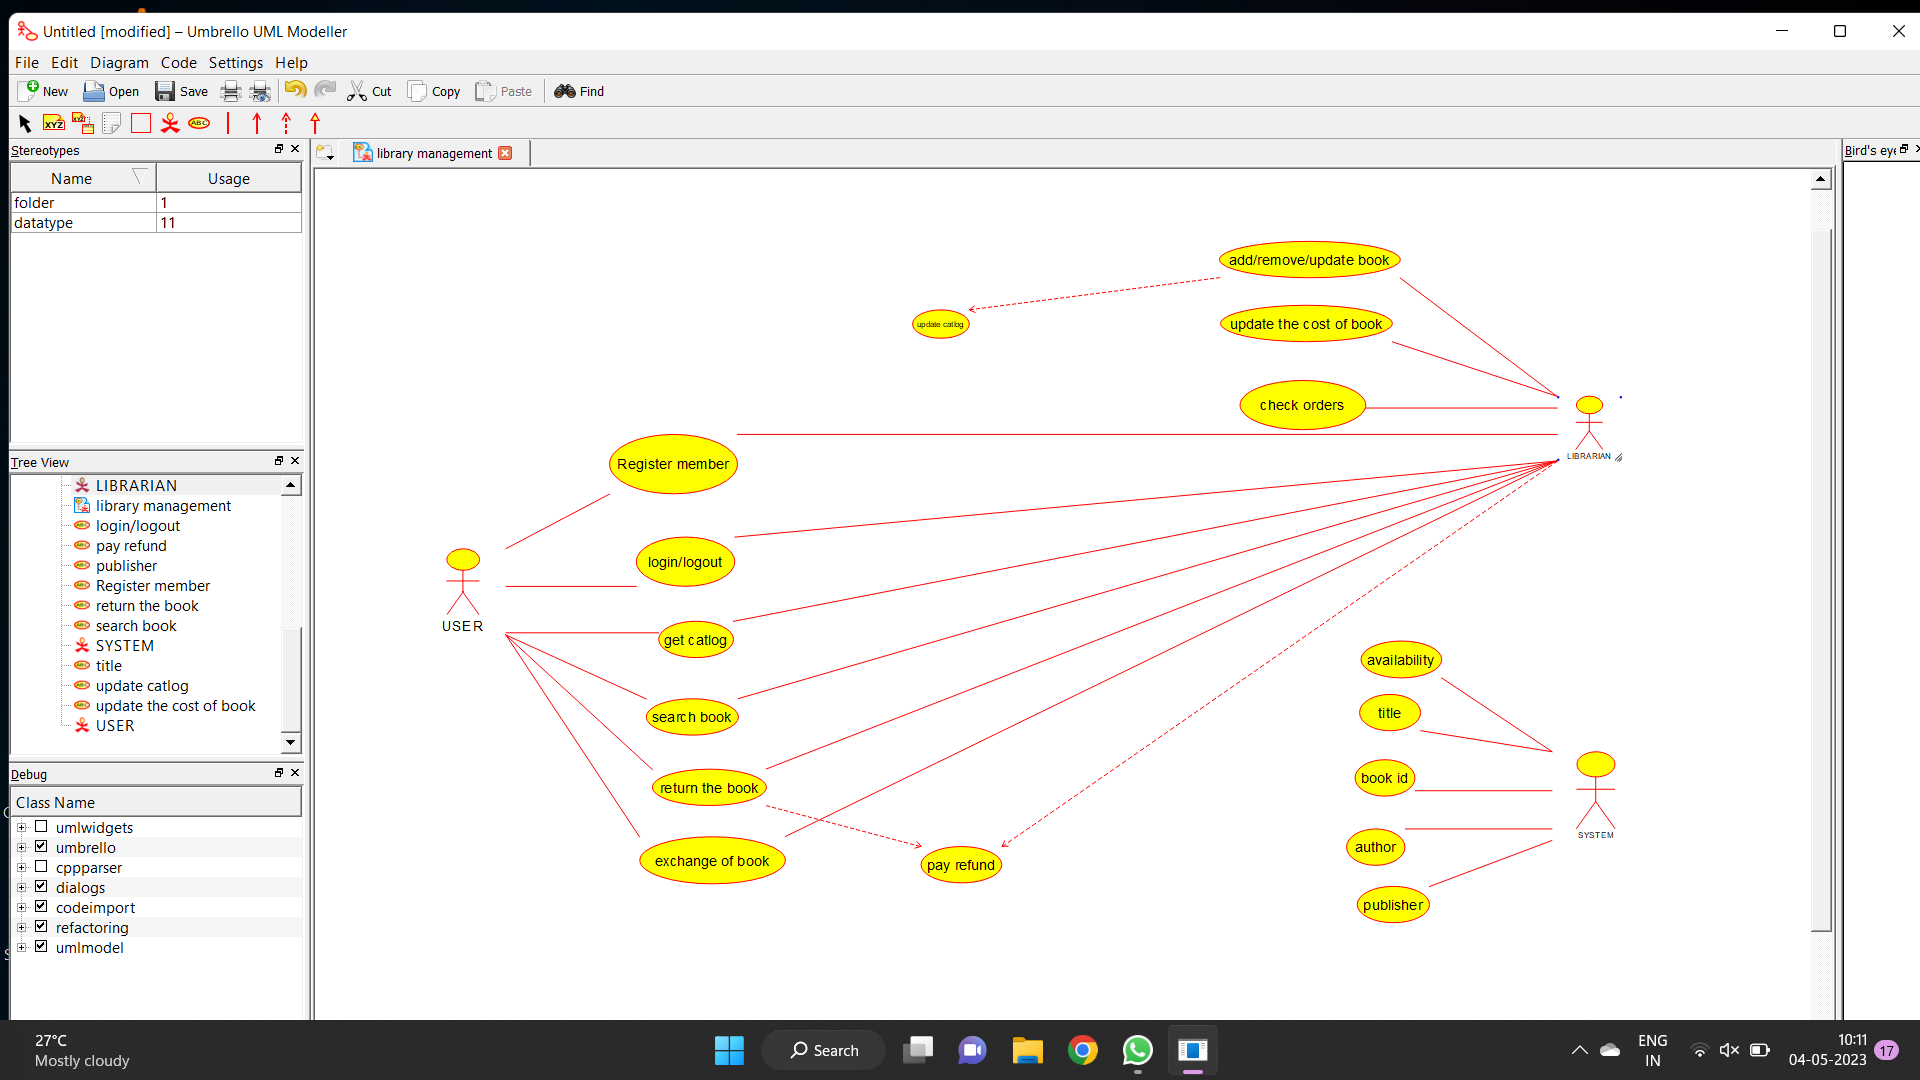 Untitled [modified] – Umbrello UML Modeller
File Edit Diagram Code Settings Help
New Open Save Cut Copy Paste Find
XYZ XYZ ABC
Stereotypes
library management
Bird's eye
Name Usage
folder 1
datatype 11
add/remove/update book
update catlog
update the cost of book
check orders
LIBRARIAN
Register member
login/logout
USER
get catlog
search book
return the book
exchange of book
pay refund
availability
title
book id
SYSTEM
author
publisher
Tree View
LIBRARIAN
library management
login/logout
pay refund
publisher
Register member
return the book
search book
SYSTEM
title
update catlog
update the cost of book
USER
Debug
Class Name
umlwidgets
umbrello
cppparser
dialogs
codeimport
refactoring
umlmodel
27°C
Mostly cloudy
Search
ENG
IN
10:11
04-05-2023
17